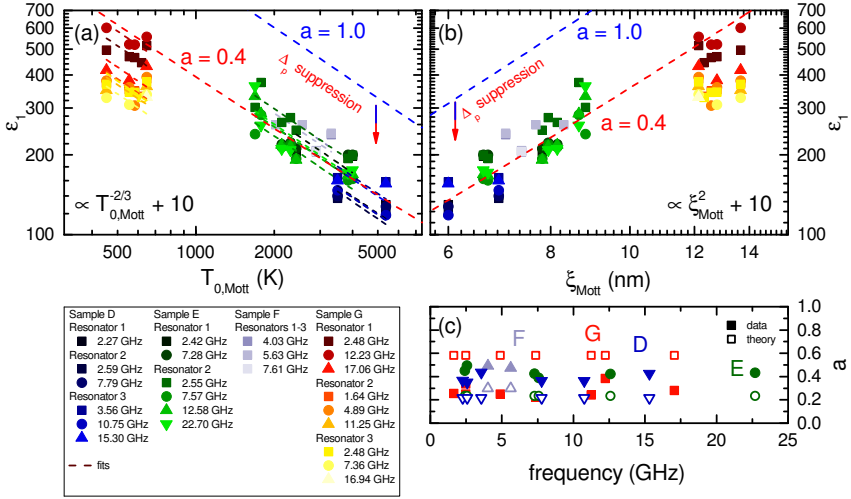 700
600
500
400
300
200
100
ε1
(a)
a = 1.0
a = 0.4
Δp suppression
∝ T0,Mott^-2/3 + 10
500
1000
2000
5000
T0,Mott (K)
(b)
a = 1.0
Δp suppression
a = 0.4
∝ ξ²Mott + 10
6
8
10
12
14
ξMott (nm)
700
600
500
400
300
200
100
ε1
Sample D
Resonator 1
2.27 GHz
Resonator 2
2.59 GHz
7.79 GHz
Resonator 3
3.56 GHz
10.75 GHz
15.30 GHz
fits
Sample E
Resonator 1
2.42 GHz
7.28 GHz
Resonator 2
2.55 GHz
7.57 GHz
12.58 GHz
22.70 GHz
Sample F
Resonators 1-3
4.03 GHz
5.63 GHz
7.61 GHz
Sample G
Resonator 1
2.48 GHz
12.23 GHz
17.06 GHz
Resonator 2
1.64 GHz
4.89 GHz
11.25 GHz
Resonator 3
2.48 GHz
7.36 GHz
16.94 GHz
(c)
F
G
D
E
data
theory
1.0
0.8
0.6
0.4
0.2
0.0
a
0
5
10
15
20
25
frequency (GHz)